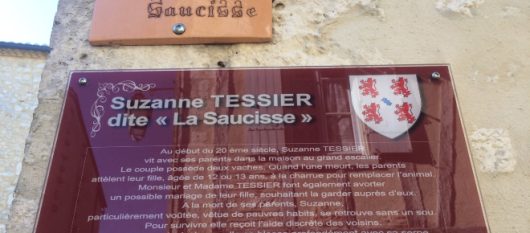 Saucisse
Suzanne TESSIER
dite « La Saucisse »
Au début du 20 ème siècle, Suzanne TESSIER
vit avec ses parents dans la maison au grand escalier.
Le couple possède deux vaches. Quand l'une meurt, les parents
attèlent leur fille, âgée de 12 ou 13 ans, à la charrue pour remplacer l'animal.
Monsieur et Madame TESSIER font également avorter
un possible mariage de leur fille, souhaitant la garder auprès d'eux.
A la mort de ses parents, Suzanne,
particulièrement voûtée, vêtue de pauvres habits, se retrouve sans un sou.
Pour survivre elle reçoit l'aide discrète des voisins.
profondément avec sa serpe